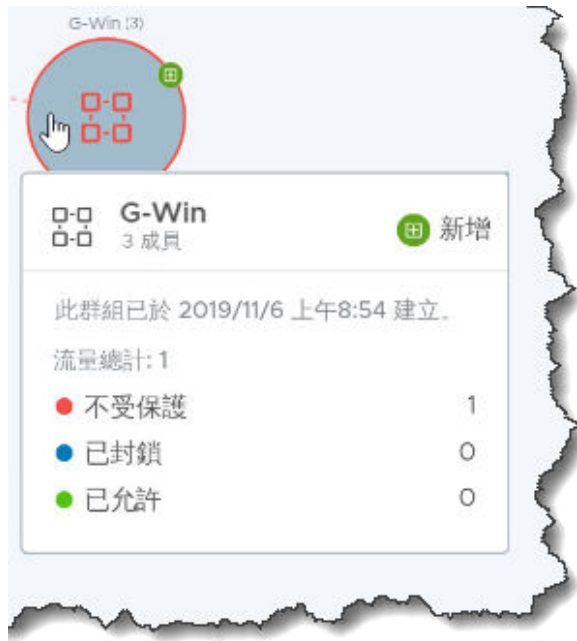 G-Win (3)
G-Win
3 成員
新增
此群組已於 2019/11/6 上午8:54 建立。
流量總計: 1
不受保護 1
已封鎖 0
已允許 0